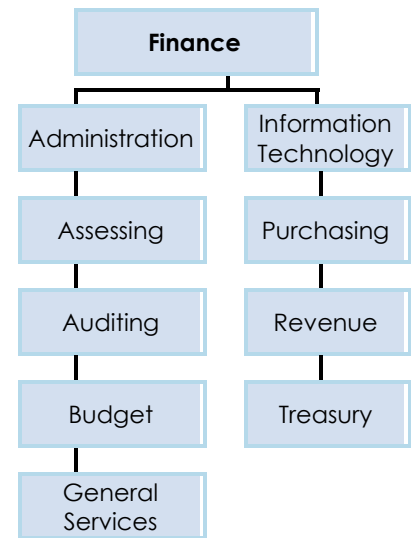 Finance
Administration
Information
Technology
Assessing
Purchasing
Auditing
Revenue
Budget
Treasury
General
Services